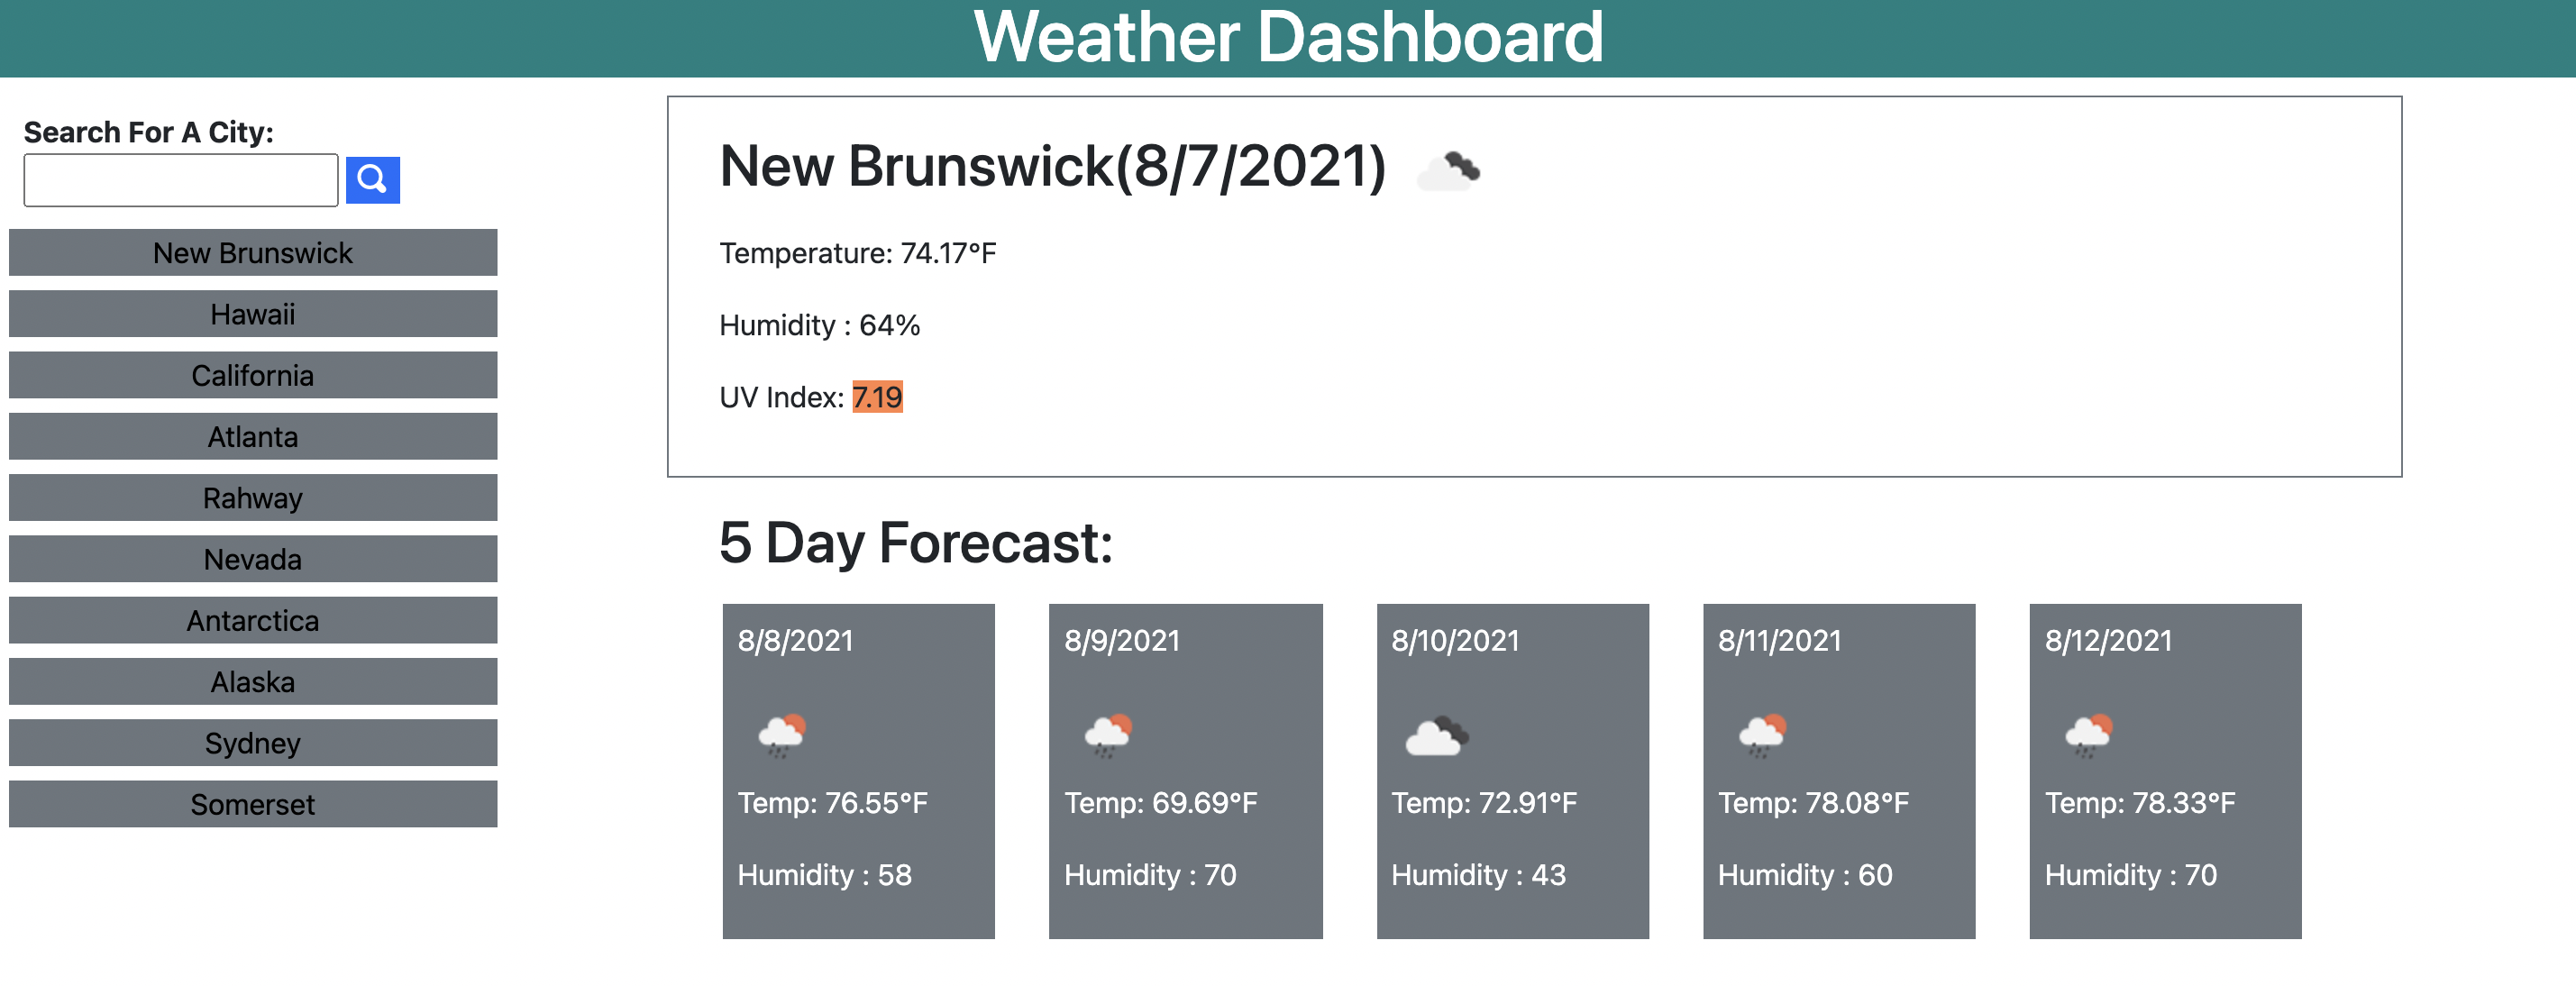 Weather Dashboard
Search For A City:
New Brunswick
Hawaii
California
Atlanta
Rahway
Nevada
Antarctica
Alaska
Sydney
Somerset
New Brunswick(8/7/2021)
Temperature: 74.17°F
Humidity : 64%
UV Index: 7.19
5 Day Forecast:
8/8/2021
Temp: 76.55°F
Humidity : 58
8/9/2021
Temp: 69.69°F
Humidity : 70
8/10/2021
Temp: 72.91°F
Humidity : 43
8/11/2021
Temp: 78.08°F
Humidity : 60
8/12/2021
Temp: 78.33°F
Humidity : 70